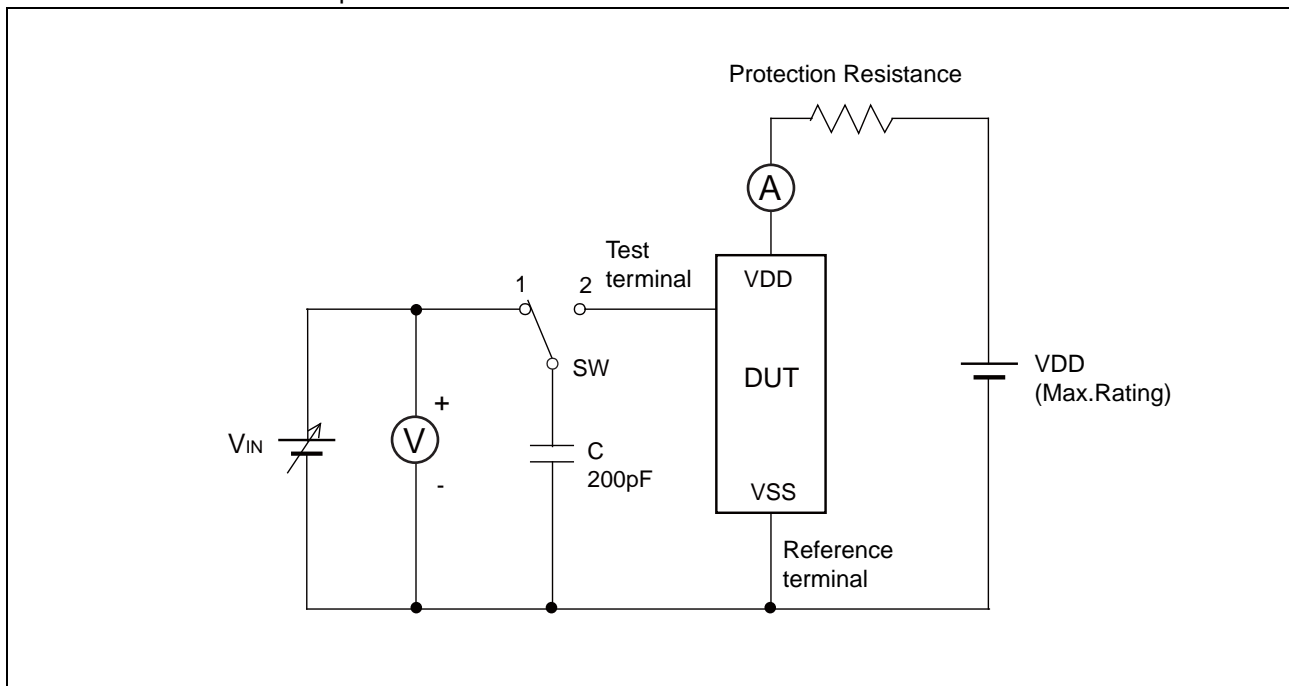 Protection Resistance
A
Test
terminal
1
2
VDD
SW
DUT
VDD
(Max.Rating)
VIN
+
V
-
C
200pF
VSS
Reference
terminal